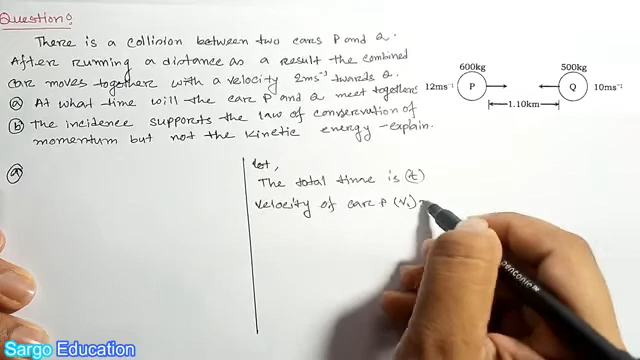 Question:
There is a collision between two cars P and Q.
After running a distance as a result the combined
car moves together with a velocity 2ms⁻¹ towards Q.
(a) At what time will the car P and Q meet together?
(b) The incidence supports the law of conservation of
momentum but not the kinetic energy - explain.
600kg 500kg
12ms⁻¹ P Q 10ms⁻¹
1.10km
(a)
let,
The total time is (t)
velocity of car P (V₁) =
Penconic™
Sargo Education